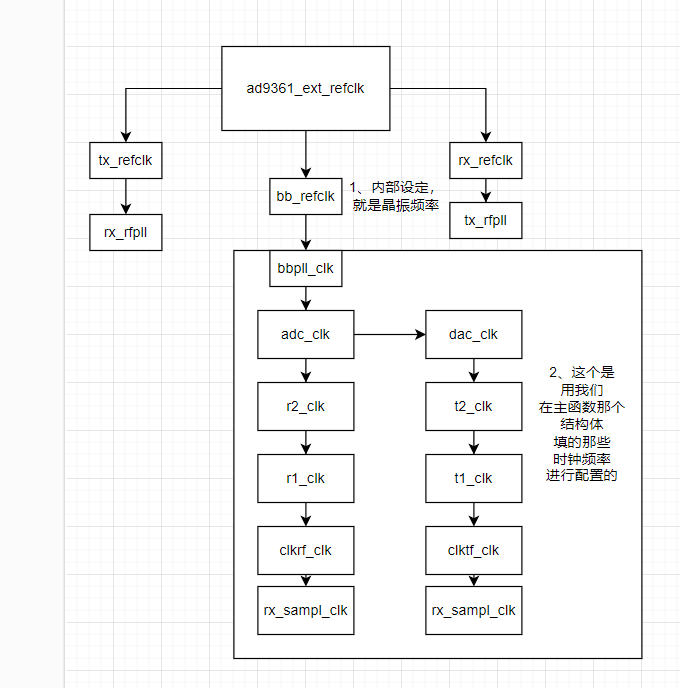 ad9361_ext_refclk
tx_refclk
rx_refclk
bb_refclk
1、内部设定，
就是晶振频率
rx_rfpll
tx_rfpll
bbpll_clk
adc_clk
dac_clk
r2_clk
t2_clk
2、这个是
用我们
在主函数那个
结构体
填的那些
时钟频率
进行配置的
r1_clk
t1_clk
clkrf_clk
clktf_clk
rx_sampl_clk
rx_sampl_clk